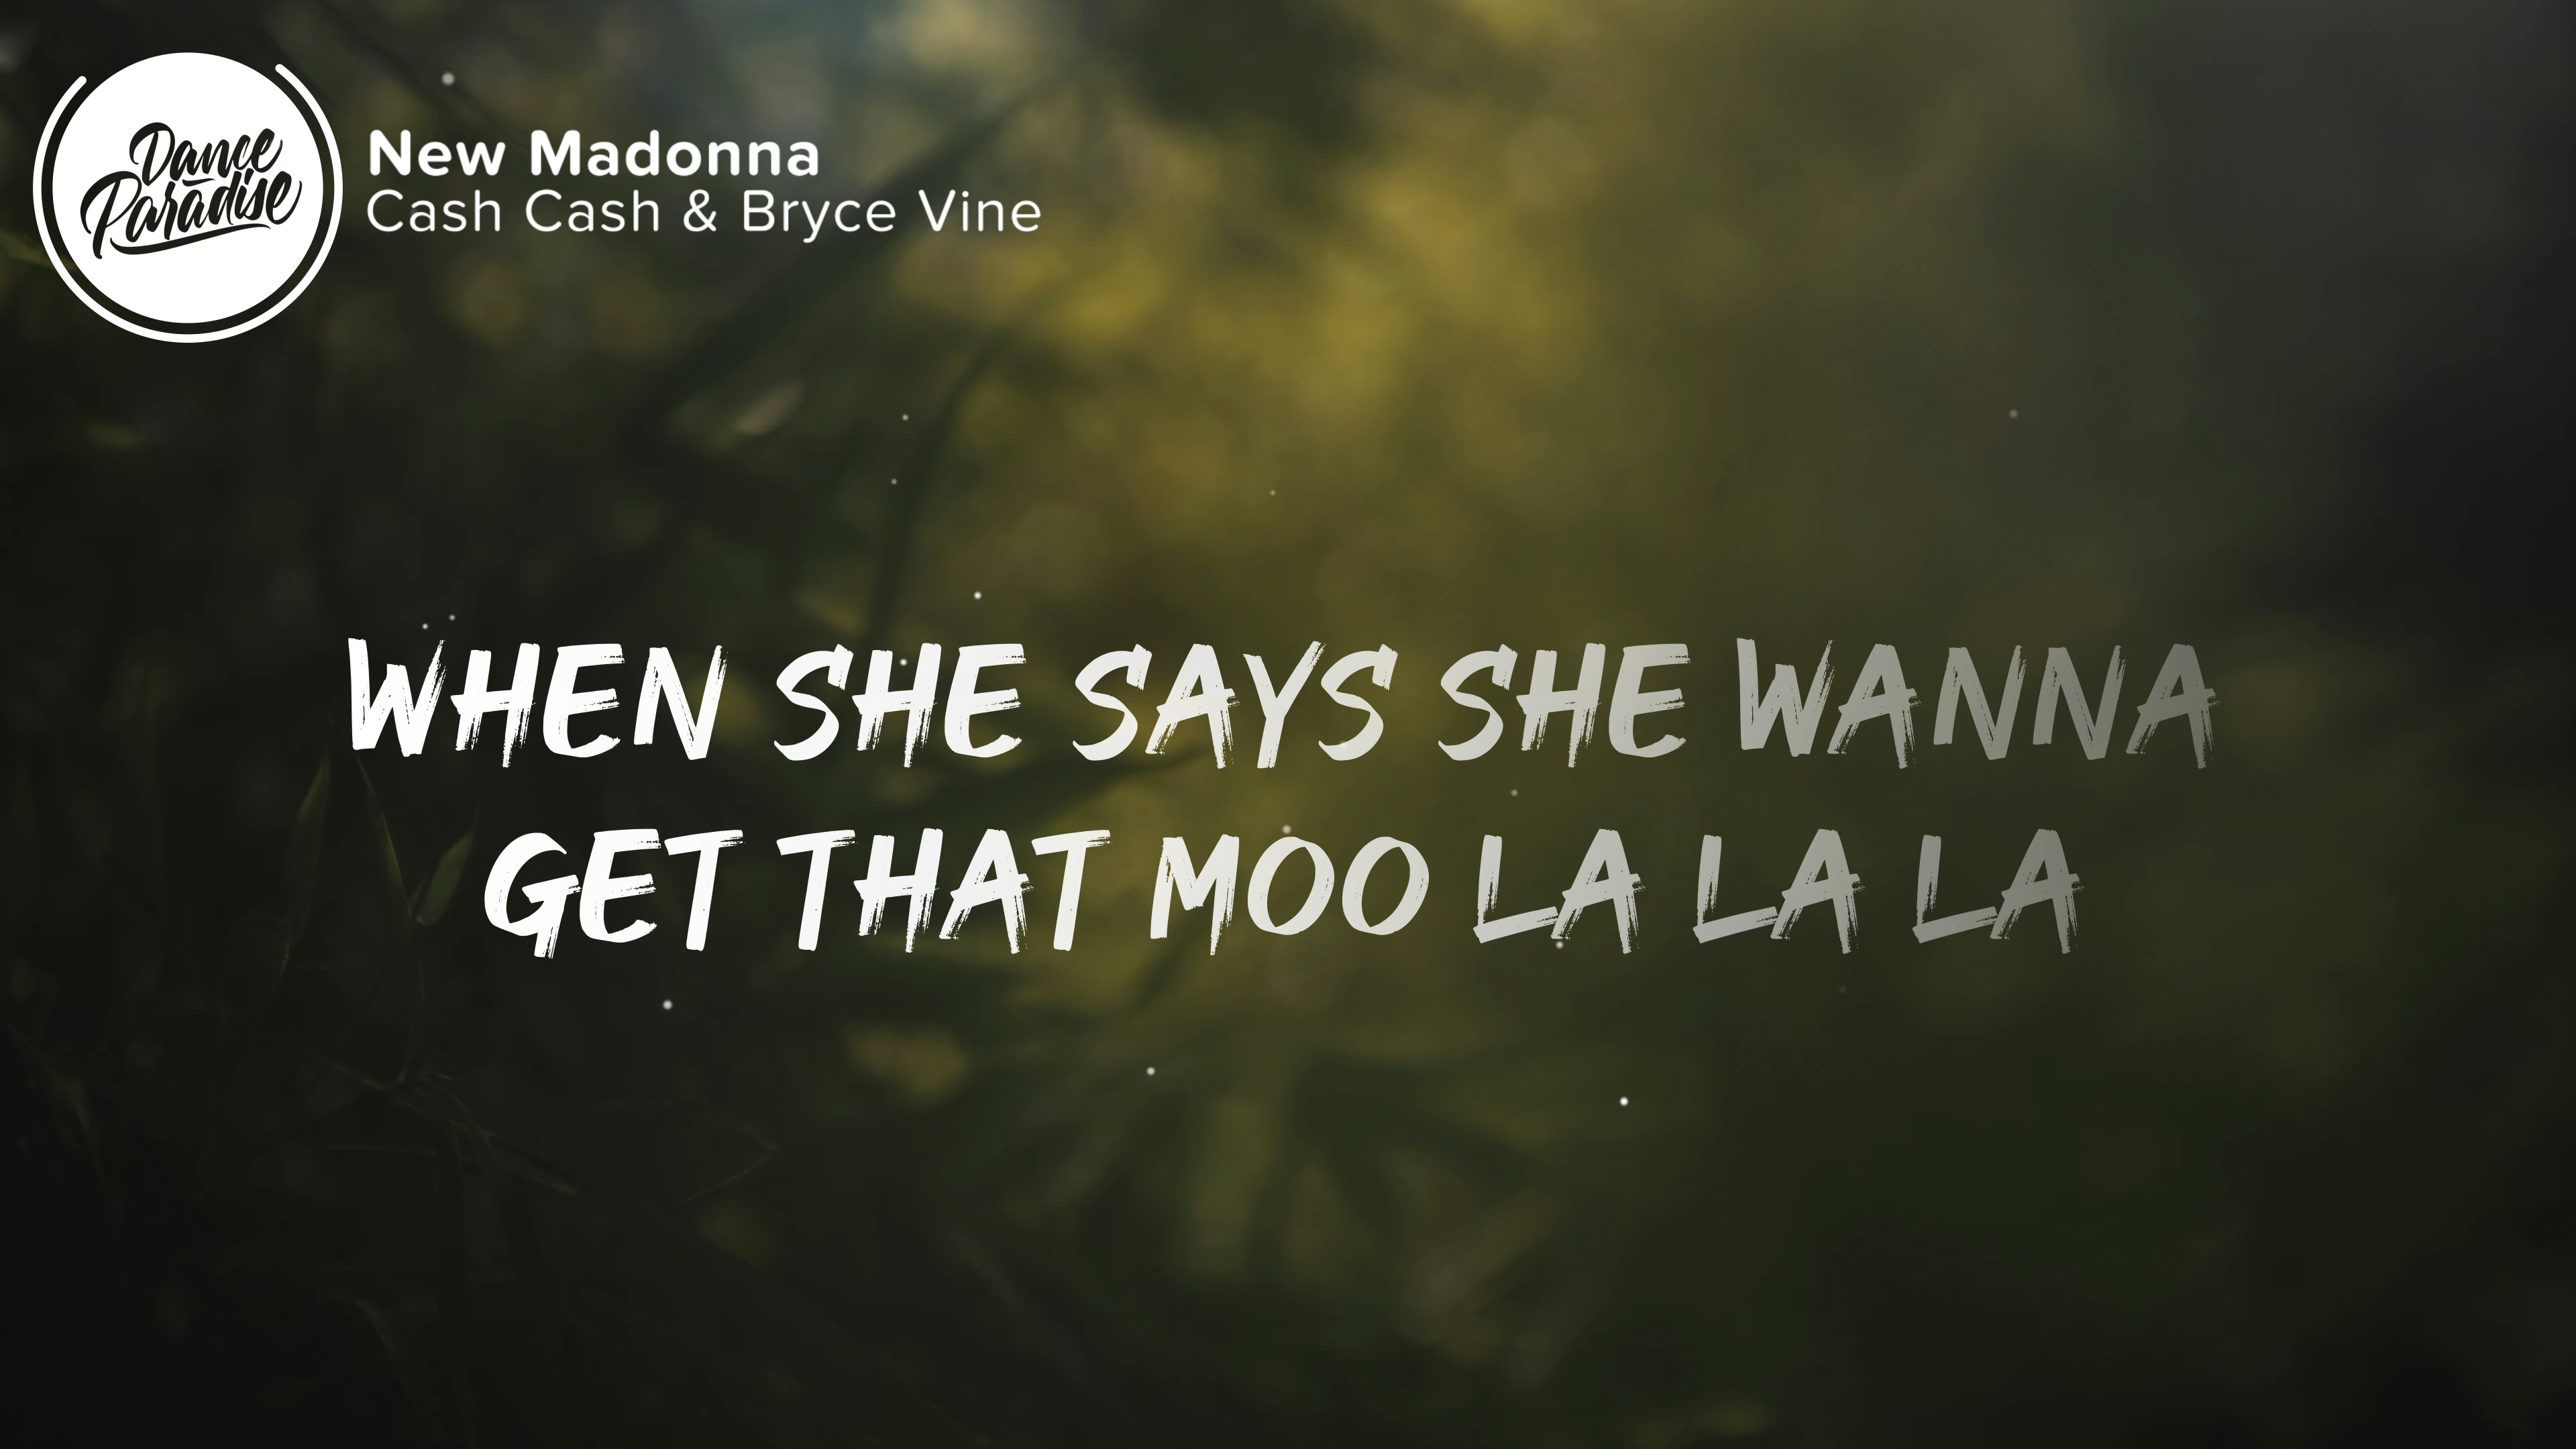 Dance
Paradise
New Madonna
Cash Cash & Bryce Vine
WHEN SHE SAYS SHE WANNA
GET THAT MOO LA LA LA